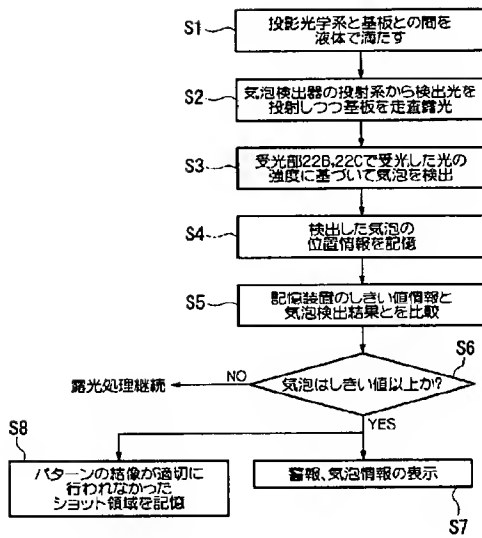 S1
投影光学系と基板との間を
液体で満たす
S2
気泡検出器の投射系から検出光を
投射しつつ基板を走査露光
S3
受光部22B,22Cで受光した光の
強度に基づいて気泡を検出
S4
検出した気泡の
位置情報を記憶
S5
記憶装置のしきい値情報と
気泡検出結果とを比較
S6
気泡はしきい値以上か?
NO
露光処理継続
YES
S8
パターンの結像が適切に
行われなかった
ショット領域を記憶
警報、気泡情報の表示
S7